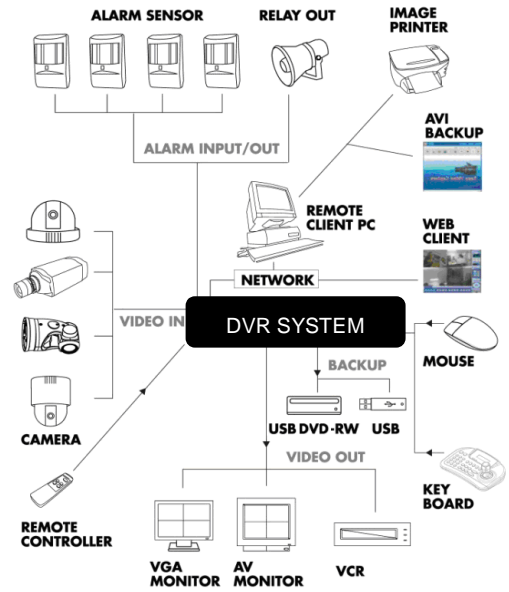 ALARM SENSOR
RELAY OUT
IMAGE
PRINTER
AVI
BACKUP
ALARM INPUT/OUT
REMOTE
CLIENT PC
WEB
CLIENT
NETWORK
VIDEO IN
DVR SYSTEM
MOUSE
BACKUP
USB DVD-RW
USB
CAMERA
VIDEO OUT
KEY
BOARD
REMOTE
CONTROLLER
VGA
MONITOR
AV
MONITOR
VCR